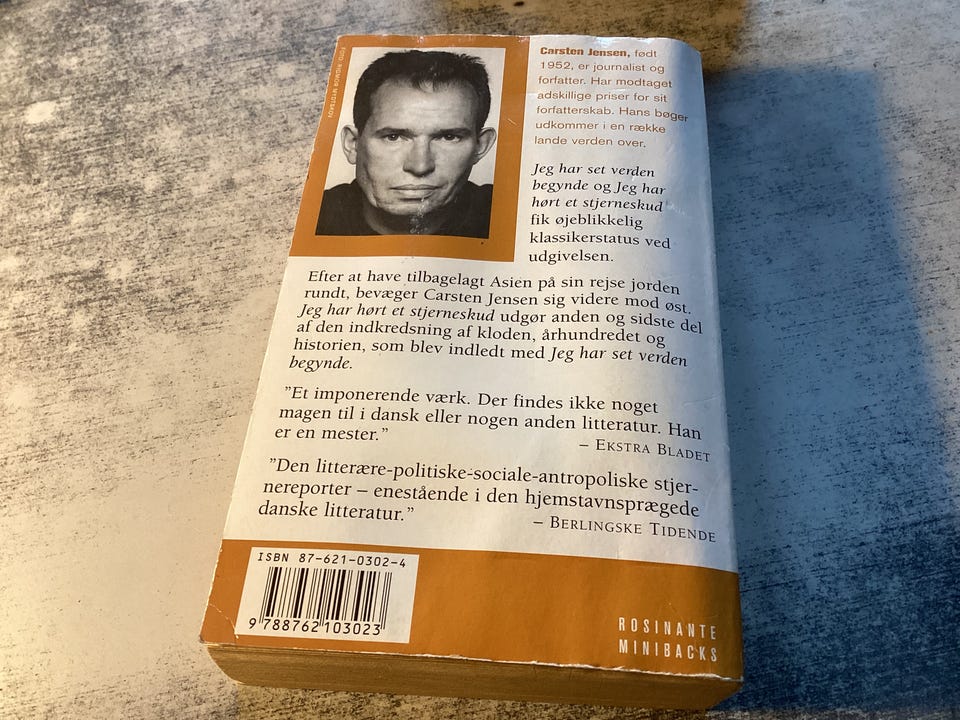 FOTO: RIGMOR MYDTSKOV
Carsten Jensen, født
1952, er journalist og
forfatter. Har modtaget
adskillige priser for sit
forfatterskab. Hans bøger
udkommer i en række
lande verden over.
Jeg har set verden
begynde og Jeg har
hørt et stjerneskud
fik øjeblikkelig
klassikerstatus ved
udgivelsen.
Efter at have tilbagelagt Asien på sin rejse jorden
rundt, bevæger Carsten Jensen sig videre mod øst.
Jeg har hørt et stjerneskud udgør anden og sidste del
af den indkredsning af kloden, århundredet og
historien, som blev indledt med Jeg har set verden
begynde.
"Et imponerende værk. Der findes ikke noget
magen til i dansk eller nogen anden litteratur. Han
er en mester."
– EKSTRA BLADET
"Den litterære-politiske-sociale-antropoliske stjer-
nereporter – enestående i den hjemstavnsprægede
danske litteratur."
– BERLINGSKE TIDENDE
ISBN 87-621-0302-4
9 788762 103023
ROSINANTE
MINIBACKS